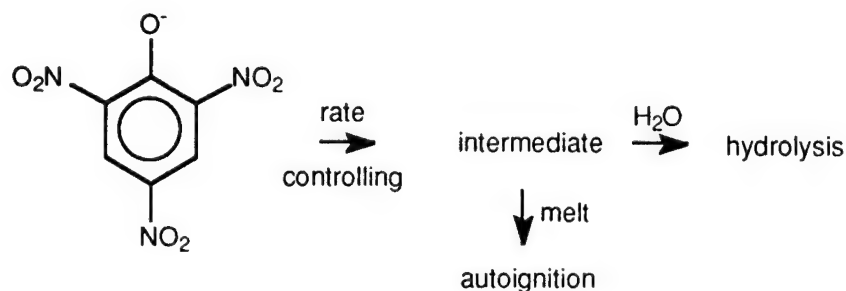 O⁻
O₂N
NO₂
NO₂
rate
controlling
intermediate
H₂O
hydrolysis
melt
autoignition